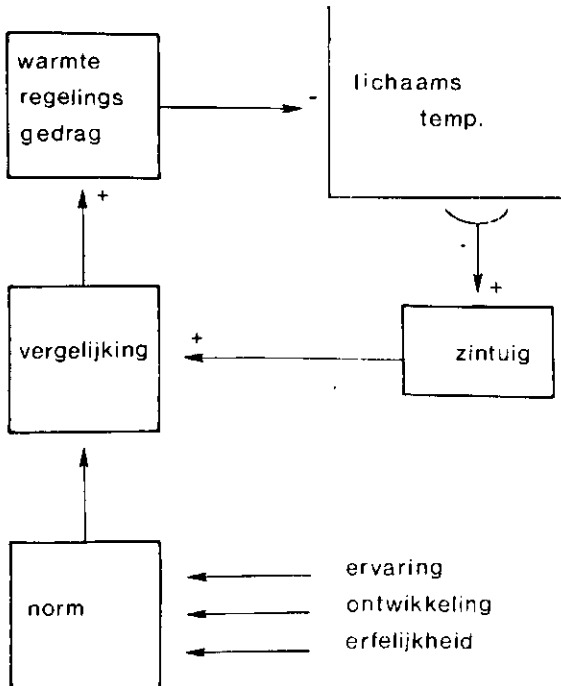 warmte
regelings
gedrag
-
lichaams
temp.
+
-
+
vergelijking
+
zintuig
norm
ervaring
ontwikkeling
erfelijkheid